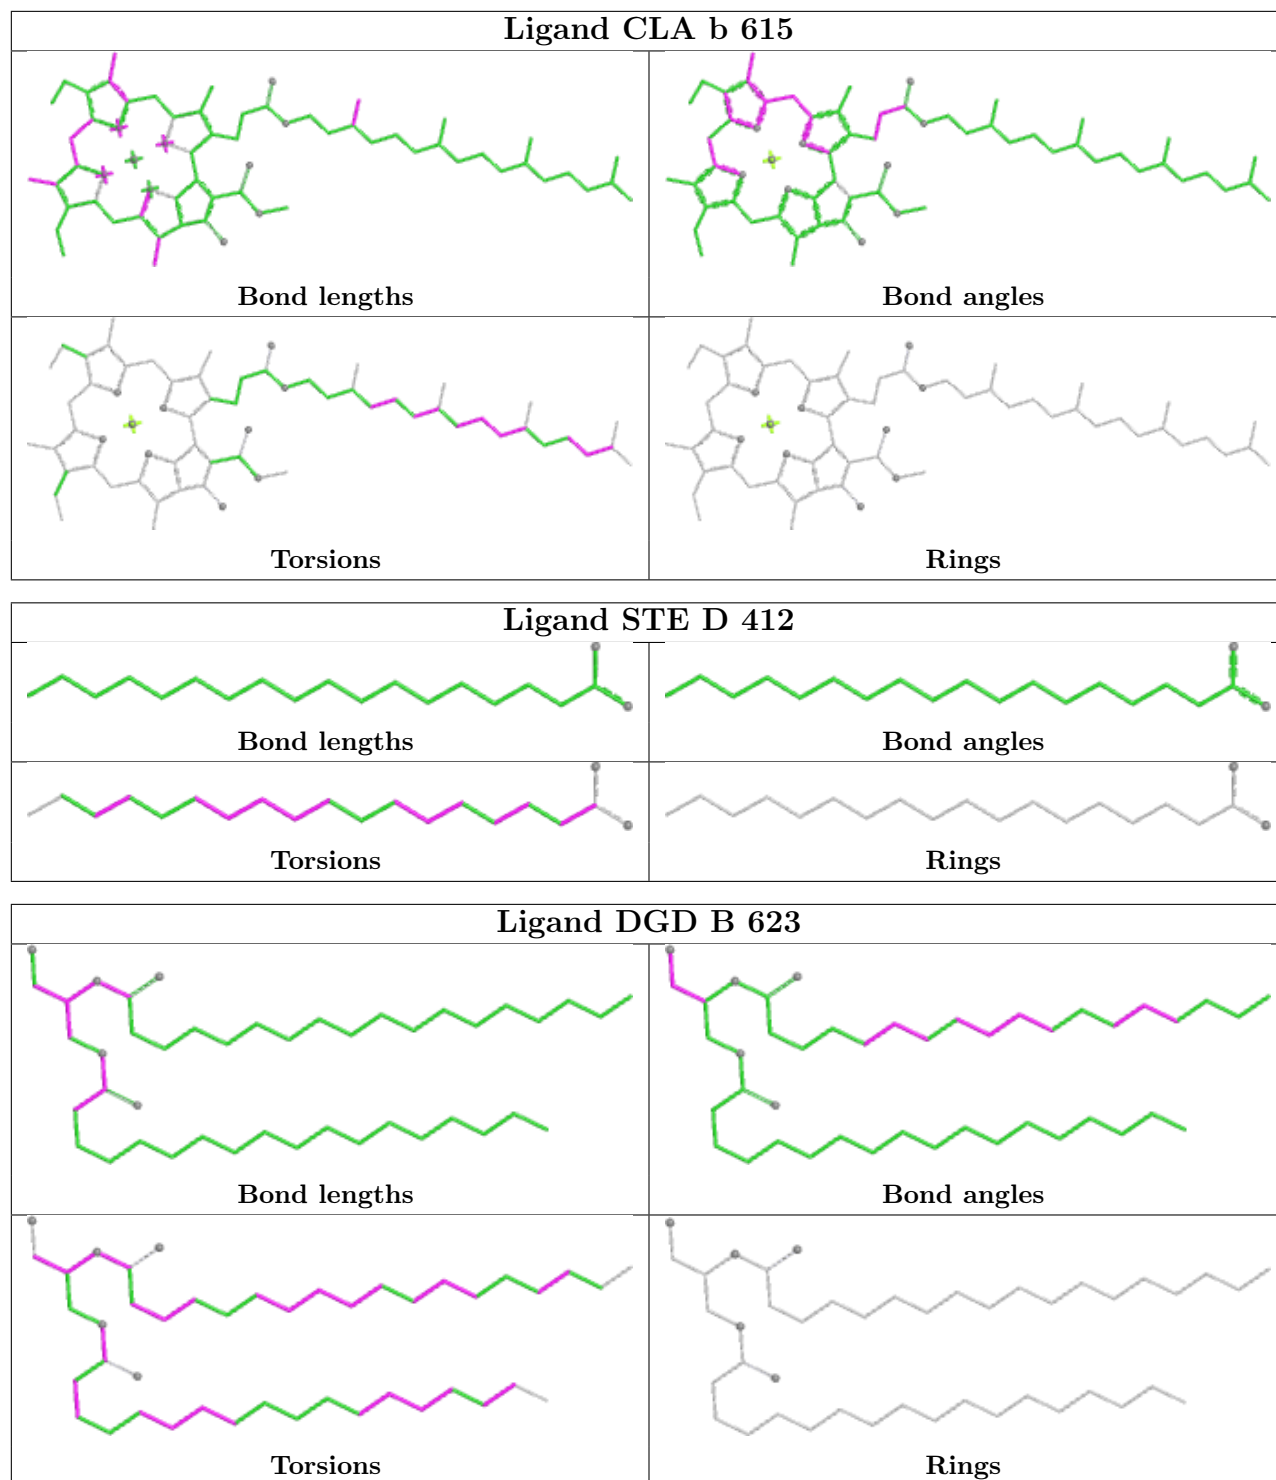 Ligand CLA b 615
Bond lengths
Bond angles
Torsions
Rings
Ligand STE D 412
Bond lengths
Bond angles
Torsions
Rings
Ligand DGD B 623
Bond lengths
Bond angles
Torsions
Rings